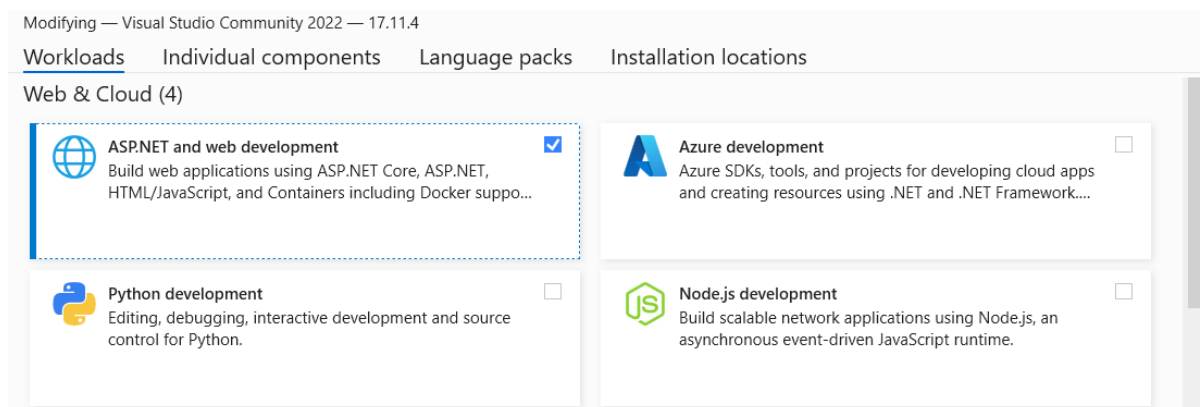 Modifying — Visual Studio Community 2022 — 17.11.4
Workloads Individual components Language packs Installation locations
Web & Cloud (4)
ASP.NET and web development
Build web applications using ASP.NET Core, ASP.NET,
HTML/JavaScript, and Containers including Docker suppo...
Azure development
Azure SDKs, tools, and projects for developing cloud apps
and creating resources using .NET and .NET Framework....
Python development
Editing, debugging, interactive development and source
control for Python.
JS
Node.js development
Build scalable network applications using Node.js, an
asynchronous event-driven JavaScript runtime.